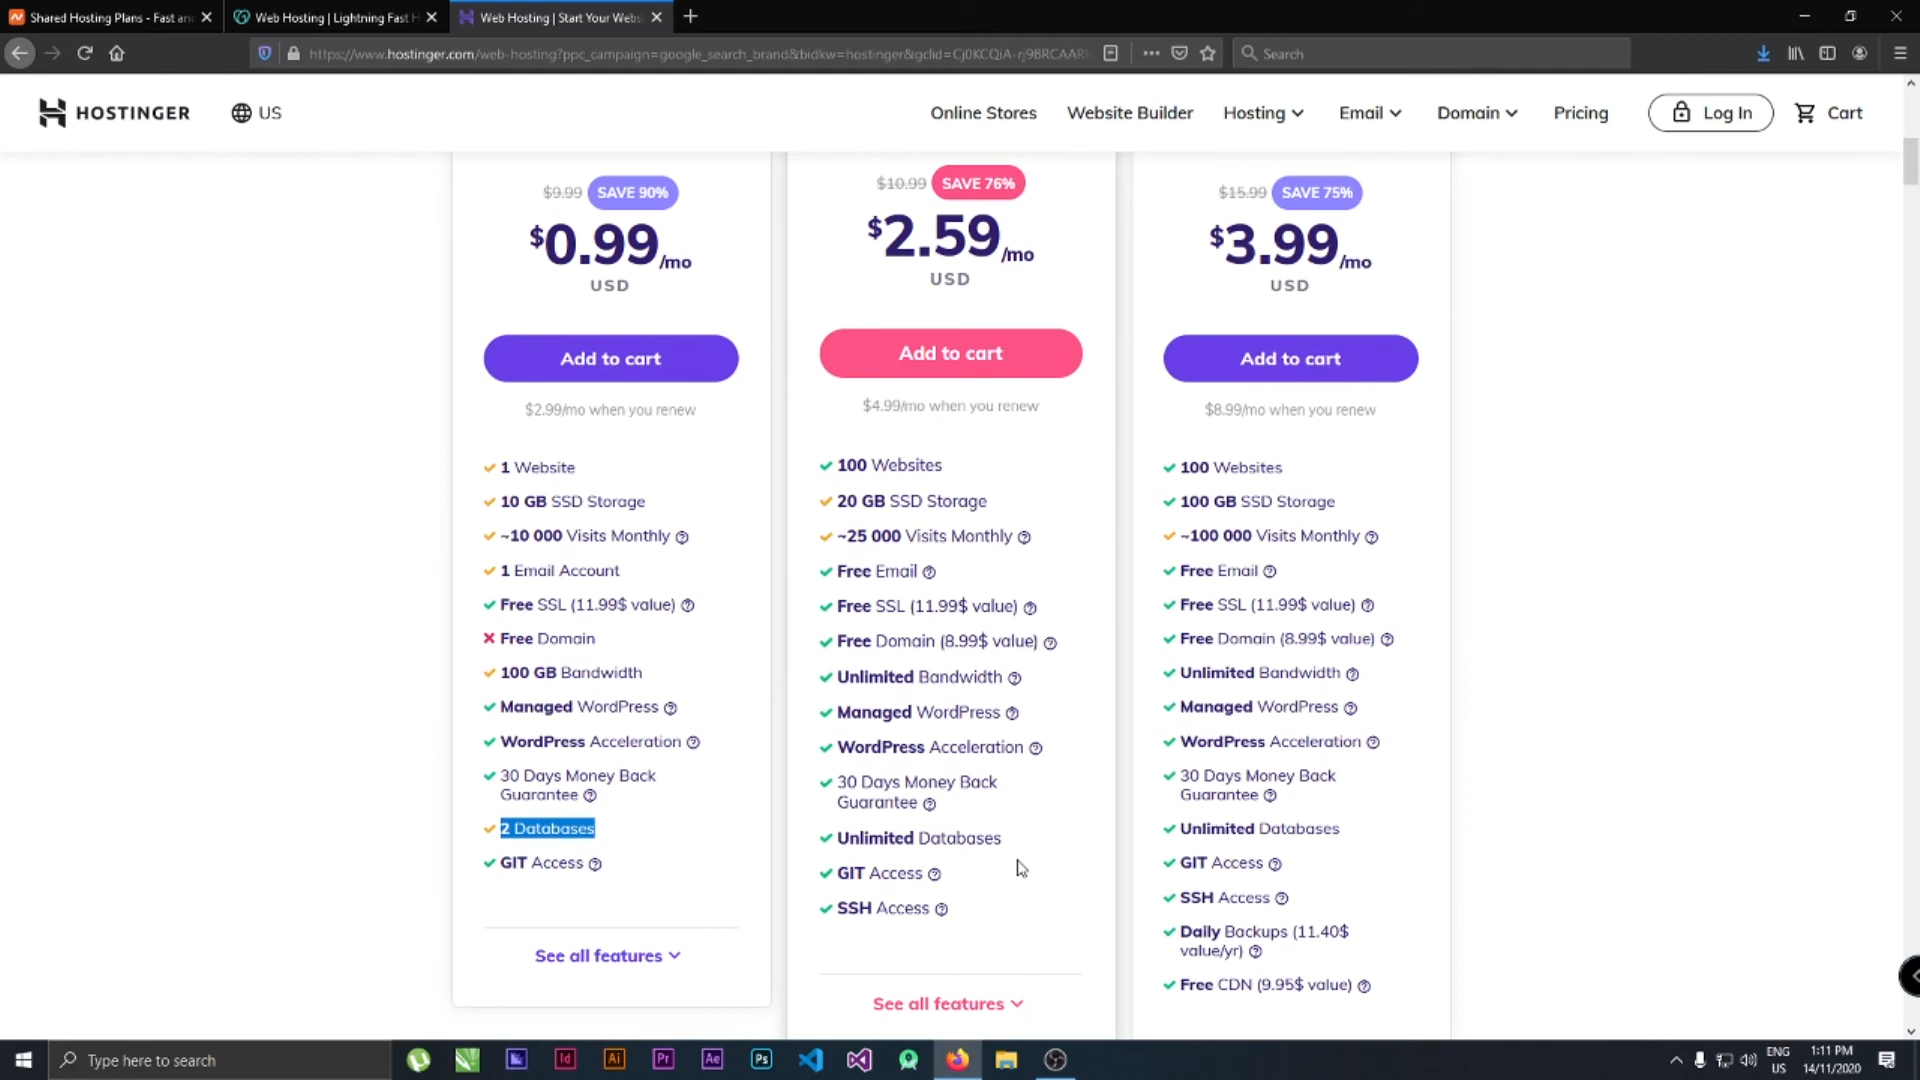 Shared Hosting Plans - Fast an
Web Hosting | Lightning Fast H
Web Hosting | Start Your Webs
https://www.hostinger.com/web-hosting?ppc_campaign=google_search_brand&bidkw=hostinger&gclid=Cj0KCQiA-rj9BRCAARI
Search
HOSTINGER
US
Online Stores
Website Builder
Hosting
Email
Domain
Pricing
Log In
Cart
$9.99 SAVE 90%
$0.99/mo
USD
Add to cart
$2.99/mo when you renew
1 Website
10 GB SSD Storage
~10 000 Visits Monthly
1 Email Account
Free SSL (11.99$ value)
Free Domain
100 GB Bandwidth
Managed WordPress
WordPress Acceleration
30 Days Money Back
Guarantee
2 Databases
GIT Access
See all features
$10.99 SAVE 76%
$2.59/mo
USD
Add to cart
$4.99/mo when you renew
100 Websites
20 GB SSD Storage
~25 000 Visits Monthly
Free Email
Free SSL (11.99$ value)
Free Domain (8.99$ value)
Unlimited Bandwidth
Managed WordPress
WordPress Acceleration
30 Days Money Back
Guarantee
Unlimited Databases
GIT Access
SSH Access
See all features
$15.99 SAVE 75%
$3.99/mo
USD
Add to cart
$8.99/mo when you renew
100 Websites
100 GB SSD Storage
~100 000 Visits Monthly
Free Email
Free SSL (11.99$ value)
Free Domain (8.99$ value)
Unlimited Bandwidth
Managed WordPress
WordPress Acceleration
30 Days Money Back
Guarantee
Unlimited Databases
GIT Access
SSH Access
Daily Backups (11.40$
value/yr)
Free CDN (9.95$ value)
Type here to search
Id
Ai
Pr
Ae
Ps
ENG
US
1:11 PM
14/11/2020